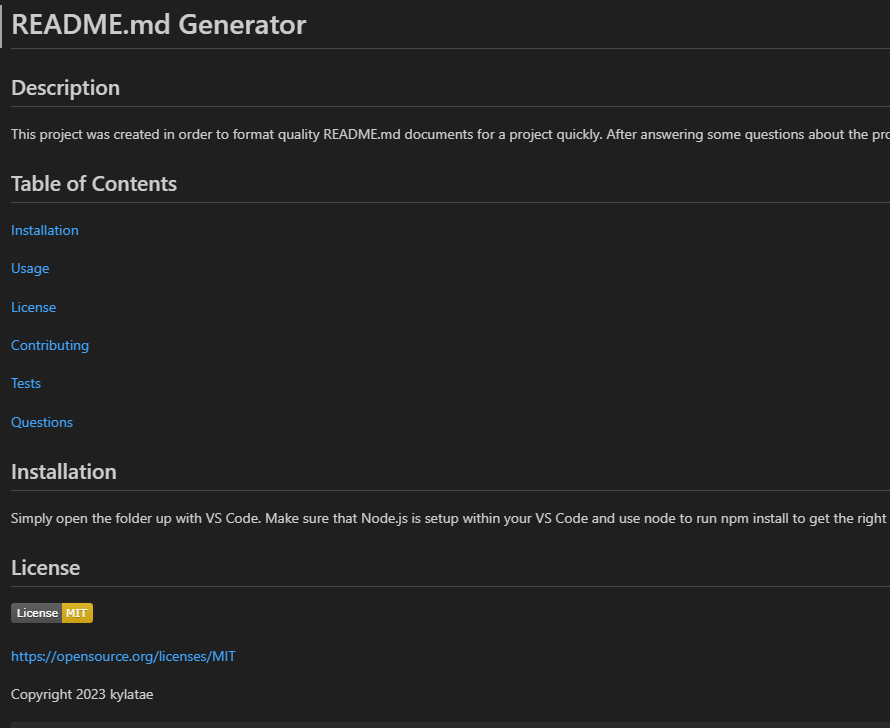 README.md Generator
Description
This project was created in order to format quality README.md documents for a project quickly. After answering some questions about the
Table of Contents
Installation
Usage
License
Contributing
Tests
Questions
Installation
Simply open the folder up with VS Code. Make sure that Node.js is setup within your VS Code and use node to run npm install to get the right
License
License MIT
https://opensource.org/licenses/MIT
Copyright 2023 kylatae